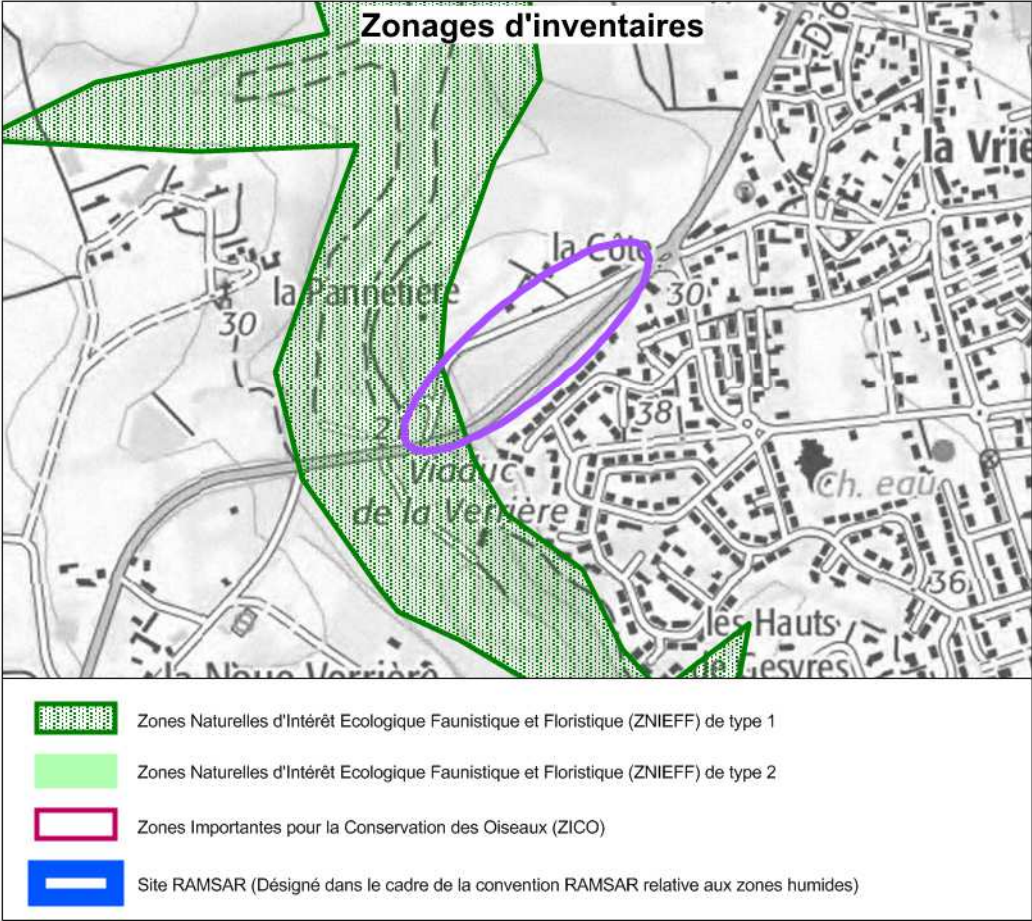 Zonages d'inventaires
la Côte
la Pannetière
30
30
38
Viaduc
de la Verrière
Ch. eau
36
les Hauts
de Gesvres
la Noue Verrière
Zones Naturelles d'Intérêt Ecologique Faunistique et Floristique (ZNIEFF) de type 1
Zones Naturelles d'Intérêt Ecologique Faunistique et Floristique (ZNIEFF) de type 2
Zones Importantes pour la Conservation des Oiseaux (ZICO)
Site RAMSAR (Désigné dans le cadre de la convention RAMSAR relative aux zones humides)